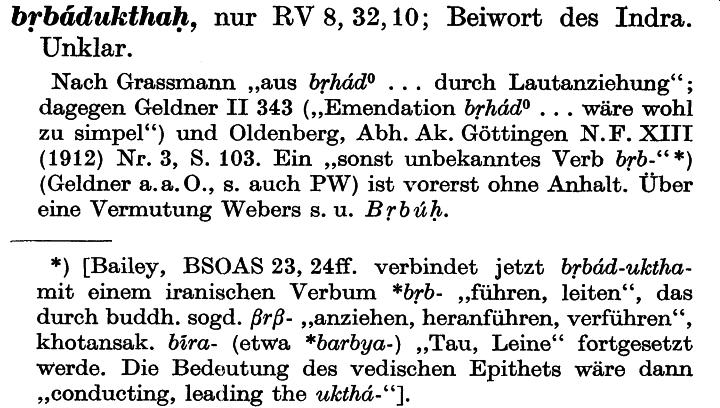 bṛbádukthaḥ, nur RV 8, 32, 10; Beiwort des Indra.
Unklar.
Nach Grassmann „aus bṛhád⁰ . . . durch Lautanziehung“;
dagegen Geldner II 343 („Emendation bṛhád⁰ . . . wäre wohl
zu simpel“) und Oldenberg, Abh. Ak. Göttingen N.F. XIII
(1912) Nr. 3, S. 103. Ein „sonst unbekanntes Verb bṛb-“*)
(Geldner a.a.O., s. auch PW) ist vorerst ohne Anhalt. Über
eine Vermutung Webers s. u. Bṛbúḥ.
*) [Bailey, BSOAS 23, 24ff. verbindet jetzt bṛbád-uktha-
mit einem iranischen Verbum *bṛb- „führen, leiten“, das
durch buddh. sogd. βrβ- „anziehen, heranführen, verführen“,
khotansak. bīra- (etwa *barbya-) „Tau, Leine“ fortgesetzt
werde. Die Bedeutung des vedischen Epithets wäre dann
„conducting, leading the ukthá-“].